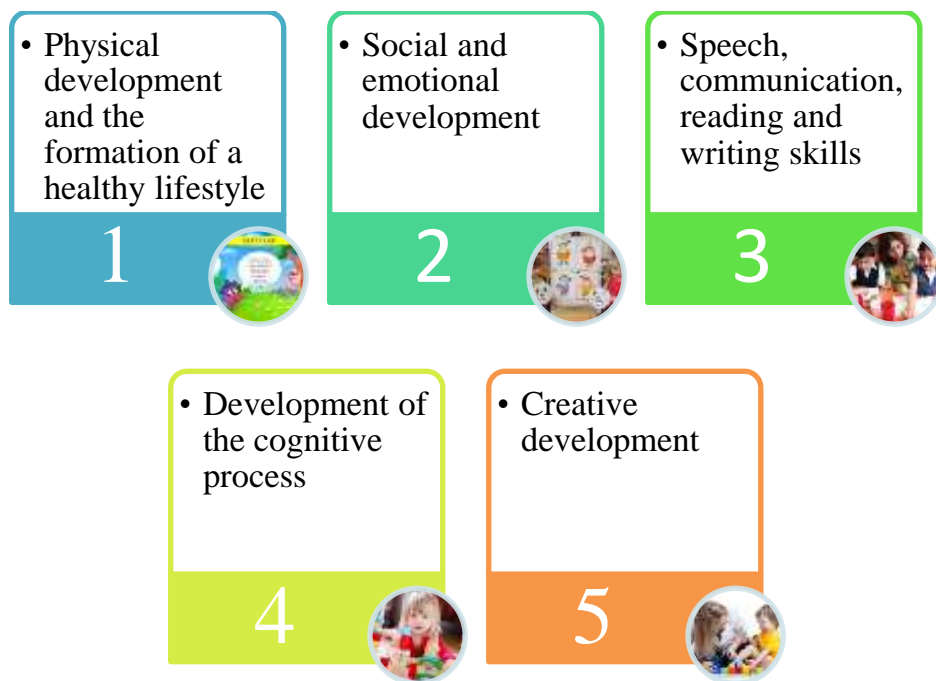 • Physical
development
and the
formation of a
healthy lifestyle
1
• Social and
emotional
development
2
• Speech,
communication,
reading and
writing skills
3
• Development of
the cognitive
process
4
• Creative
development
5